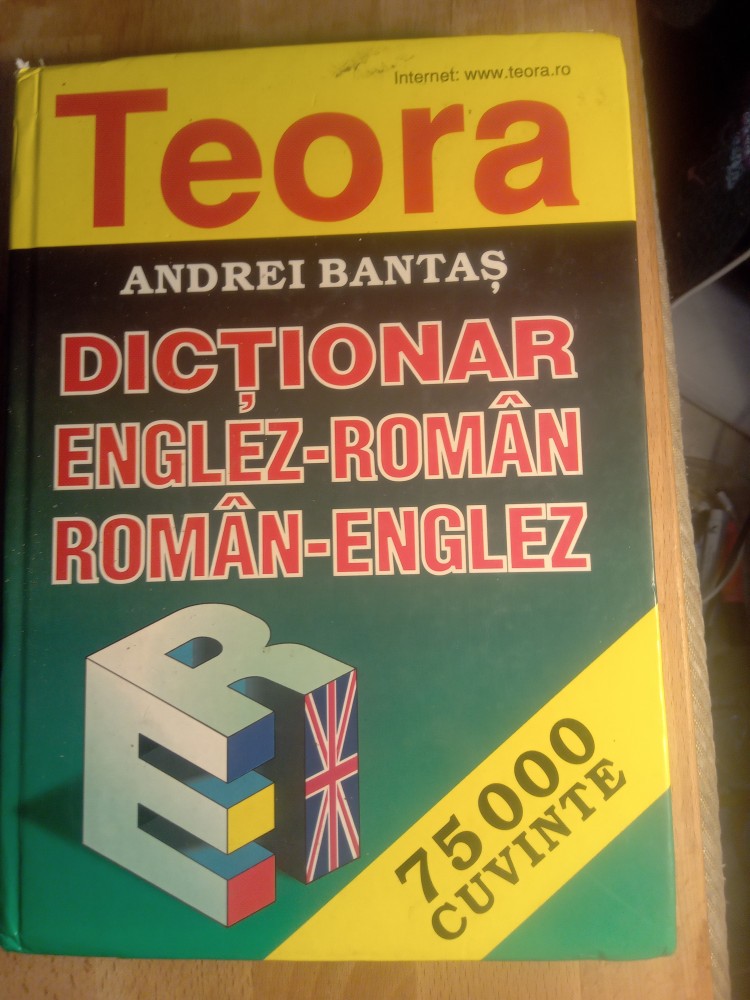 Internet: www.teora.ro
Teora
ANDREI BANTAȘ
DICȚIONAR
ENGLEZ-ROMÂN
ROMÂN-ENGLEZ
R
E
75000
CUVINTE